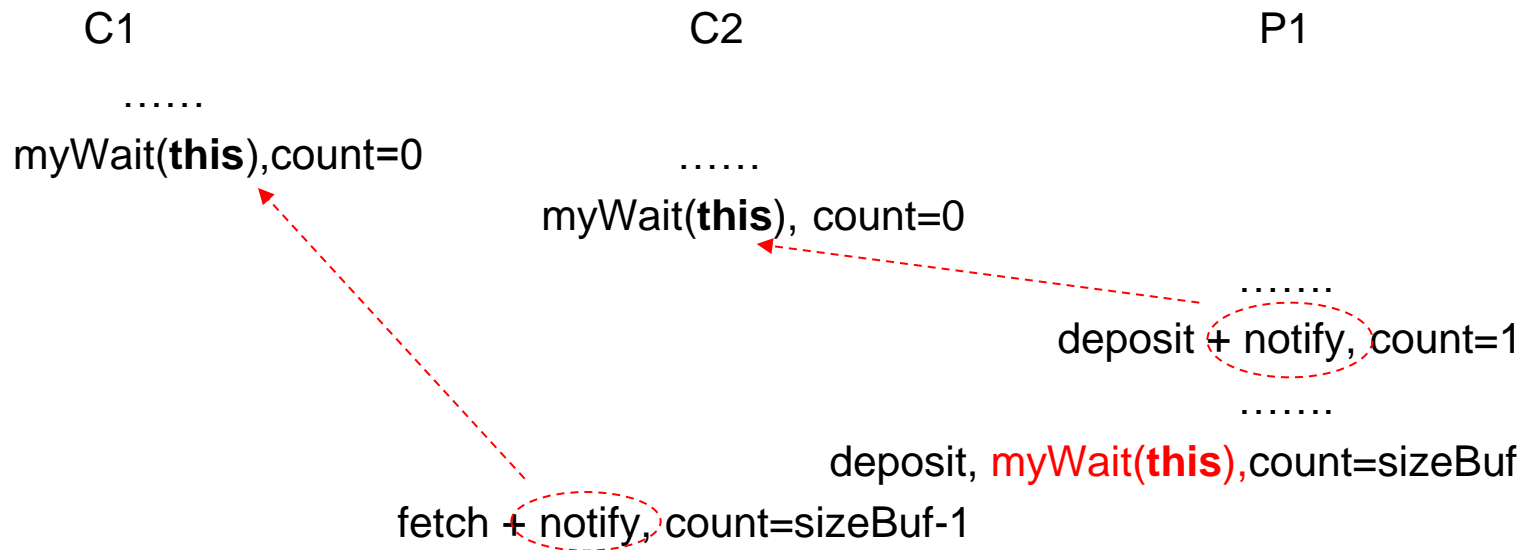 C1 C2 P1
……
myWait(this),count=0
……
myWait(this), count=0
…….
deposit + notify, count=1
…….
deposit, myWait(this),count=sizeBuf
fetch + notify, count=sizeBuf-1